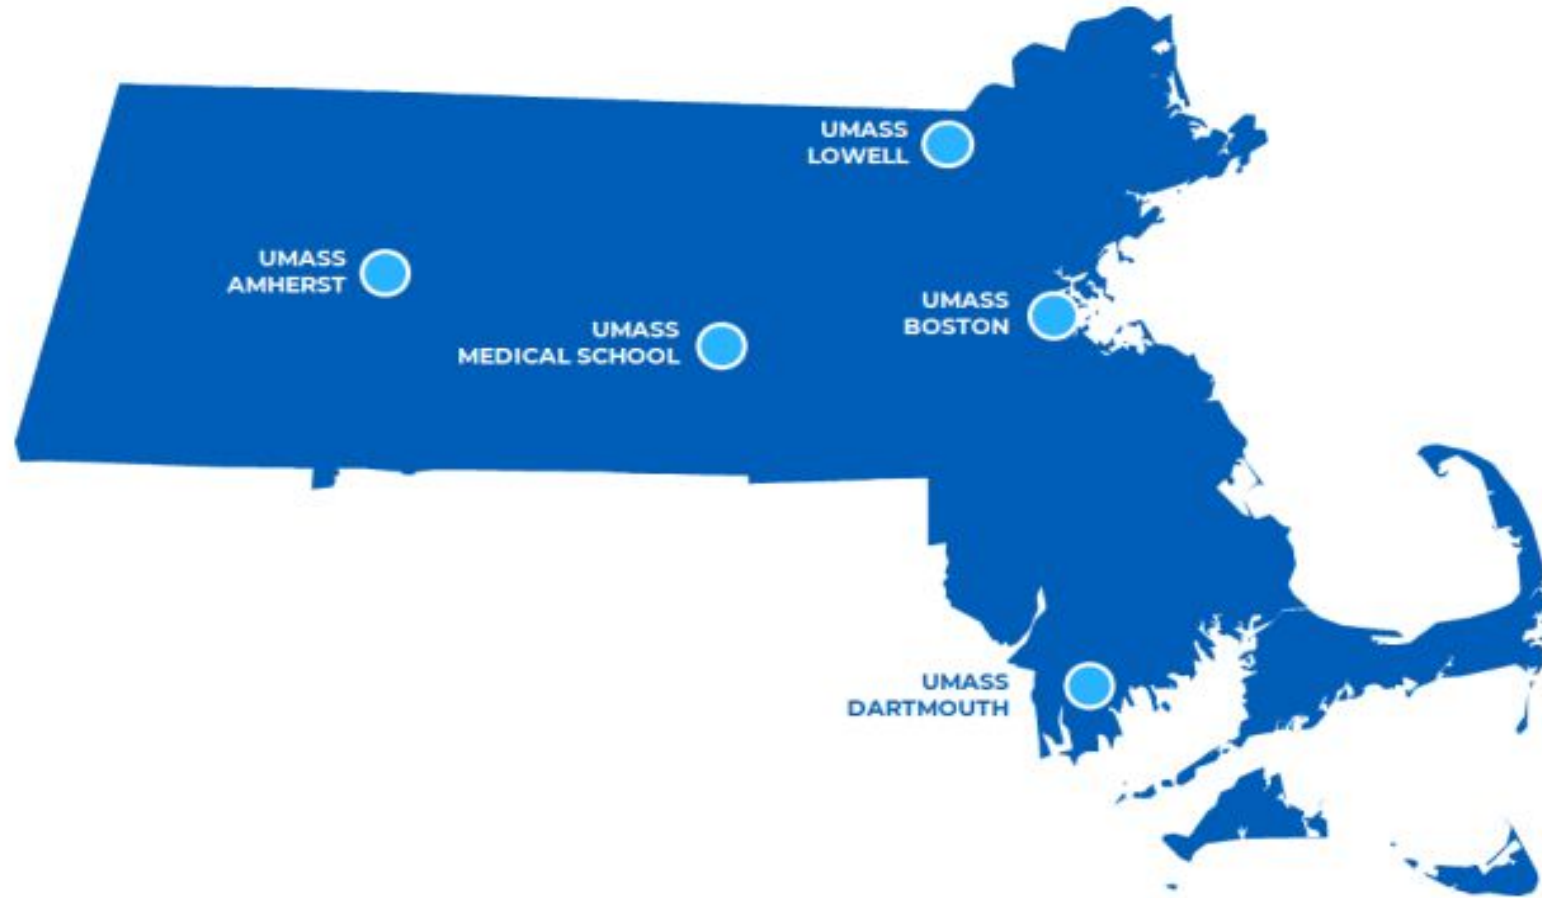 UMASS
LOWELL
UMASS
AMHERST
UMASS
BOSTON
UMASS
MEDICAL SCHOOL
UMASS
DARTMOUTH